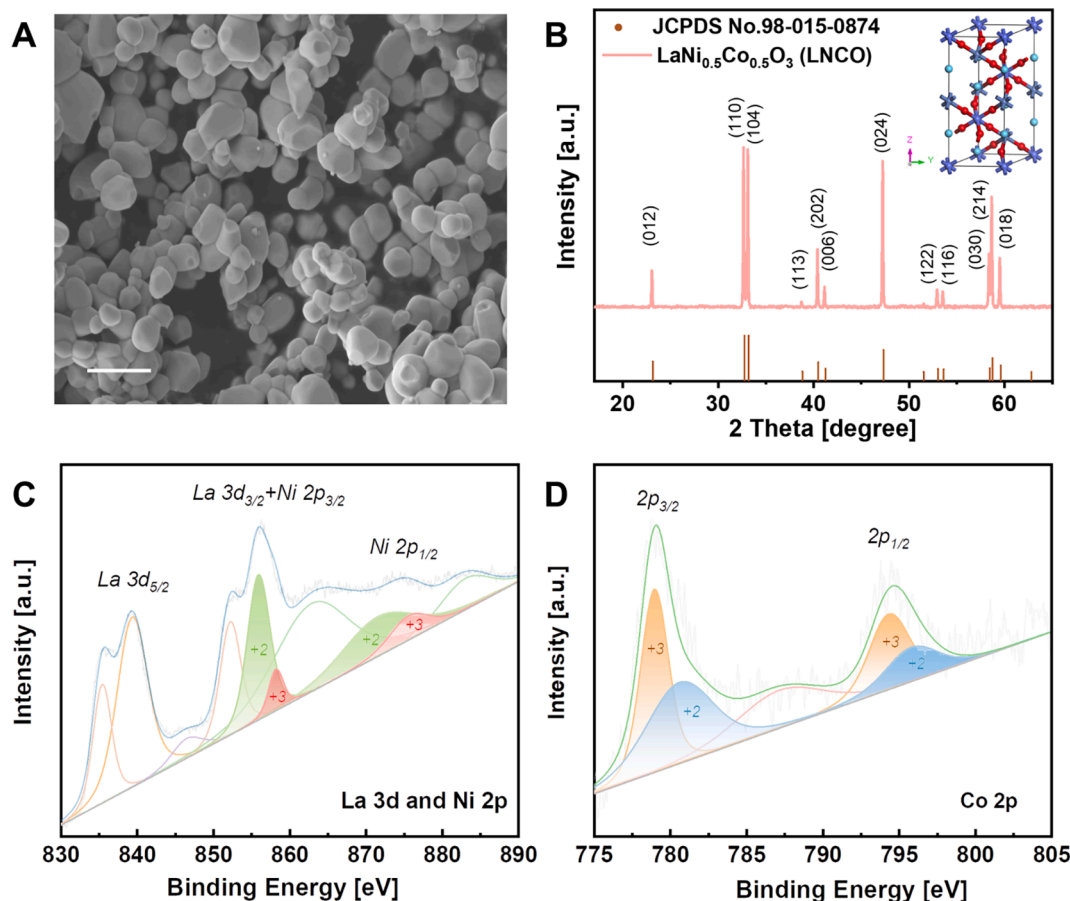 A
B
JCPDS No.98-015-0874
LaNi₀.₅Co₀.₅O₃ (LNCO)
Z
Y
Intensity [a.u.]
(012)
(110)
(104)
(113)
(202)
(006)
(024)
(122)
(116)
(030)
(214)
(018)
20 30 40 50 60
2 Theta [degree]
C
La 3d₃/₂+Ni 2p₃/₂
Ni 2p₁/₂
La 3d₅/₂
+2
+3
+2
+3
Intensity [a.u.]
La 3d and Ni 2p
830 840 850 860 870 880 890
Binding Energy [eV]
D
2p₃/₂
2p₁/₂
+3
+2
+3
+2
Intensity [a.u.]
Co 2p
775 780 785 790 795 800 805
Binding Energy [eV]